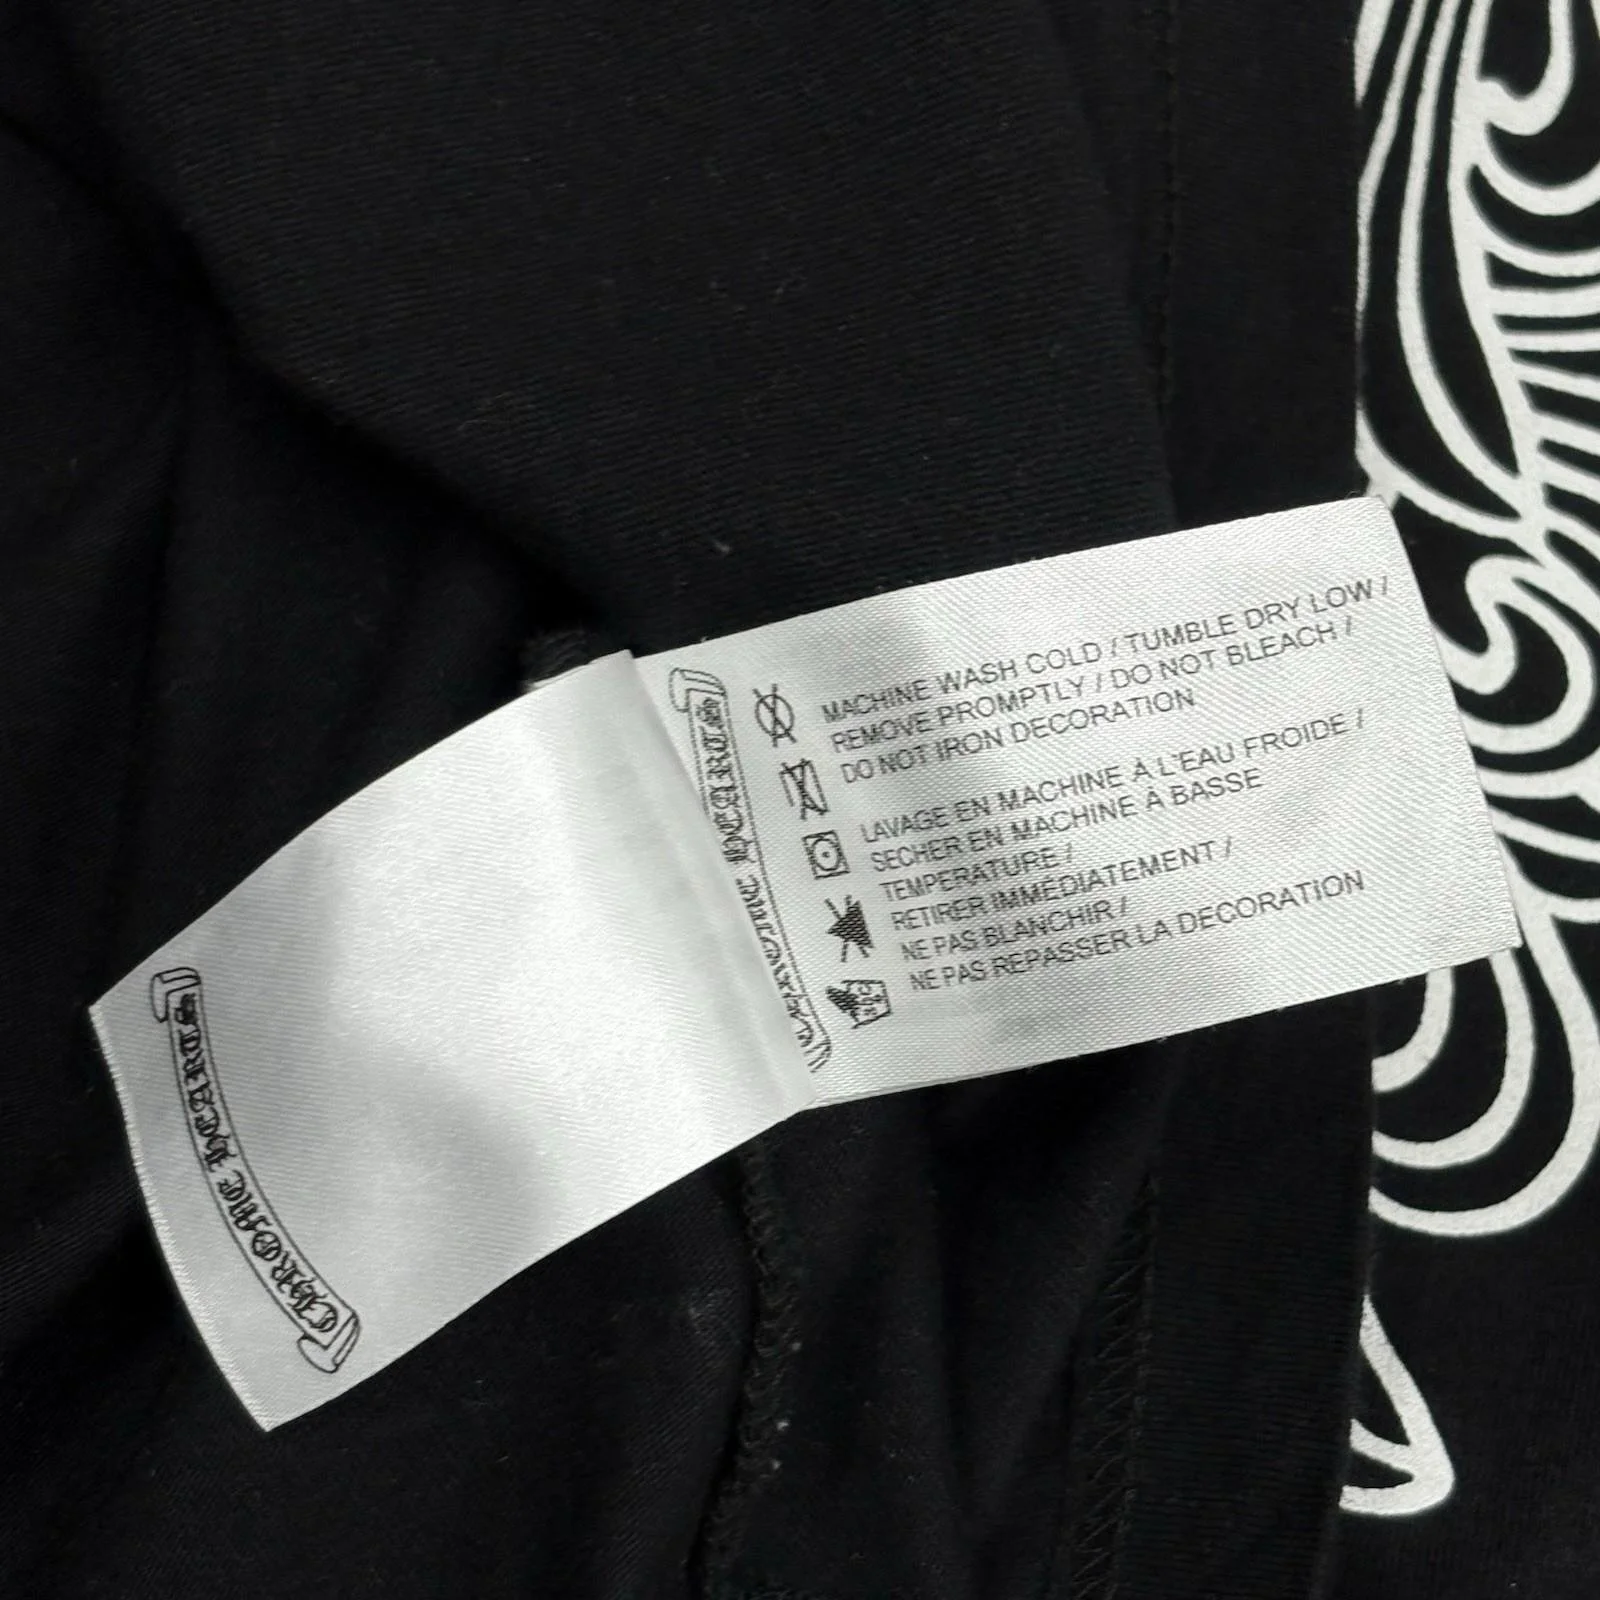 CHROME HEARTS
CHROME HEARTS
MACHINE WASH COLD / TUMBLE DRY LOW /
REMOVE PROMPTLY / DO NOT BLEACH /
DO NOT IRON DECORATION
LAVAGE EN MACHINE À L'EAU FROIDE /
SECHER EN MACHINE À BASSE
TEMPERATURE /
RETIRER IMMÉDIATEMENT /
NE PAS BLANCHIR /
NE PAS REPASSER LA DECORATION